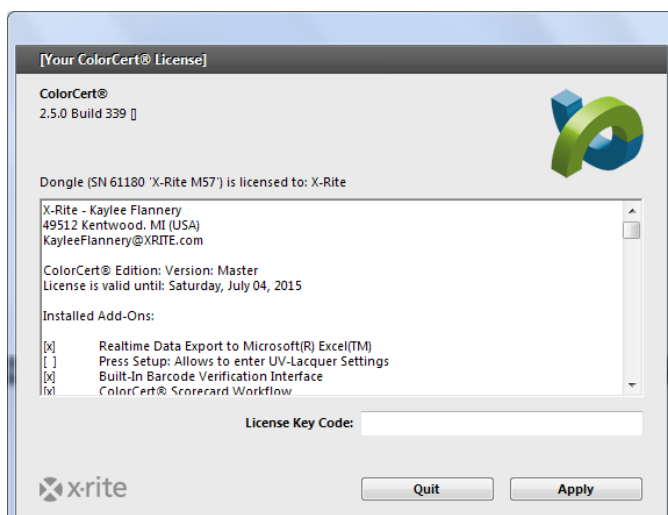 [Your ColorCert® License]
ColorCert®
2.5.0 Build 339 []
Dongle (SN 61180 'X-Rite M57') is licensed to: X-Rite
X-Rite - Kaylee Flannery
49512 Kentwood. MI (USA)
KayleeFlannery@XRITE.com
ColorCert® Edition: Version: Master
License is valid until: Saturday, July 04, 2015
Installed Add-Ons:
[x] Realtime Data Export to Microsoft(R) Excel(TM)
[ ] Press Setup: Allows to enter UV-Lacquer Settings
[x] Built-In Barcode Verification Interface
[x] ColorCert® Scorecard Workflow
License Key Code:
x·rite
Quit
Apply